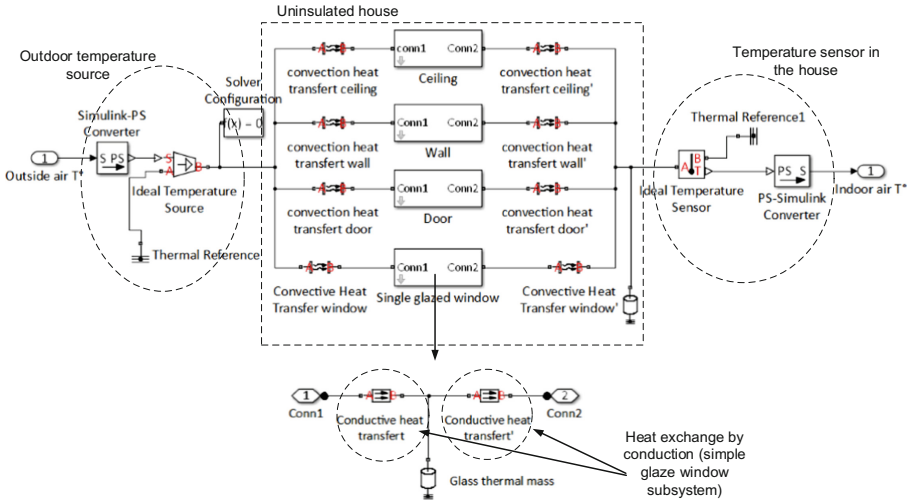 Uninsulated house
Outdoor temperature
source
Temperature sensor in
the house
Solver
Configuration
f(x) = 0
Simulink-PS
Converter
S PS
1
Outside air T°
S
A
B
Ideal Temperature
Source
Thermal Reference
A B
convection heat
transfert ceiling
conn1 Conn2
Ceiling
A B
convection heat
transfert ceiling'
A B
convection heat
transfert wall
Conn1 Conn2
Wall
A B
convection heat
transfert wall'
A B
convection heat
transfert door
Conn1 Conn2
Door
A B
convection heat
transfert door'
A B
Convective Heat
Transfer window
Conn1 Conn2
Single glazed window
A B
Convective Heat
Transfer window'
Thermal Reference1
A
B
T
Ideal Temperature
Sensor
PS S
PS-Simulink
Converter
1
Indoor air T°
1
Conn1
A B
Conductive heat
transfert
A B
Conductive heat
transfert'
2
Conn2
Glass thermal mass
Heat exchange by
conduction (simple
glaze window
subsystem)